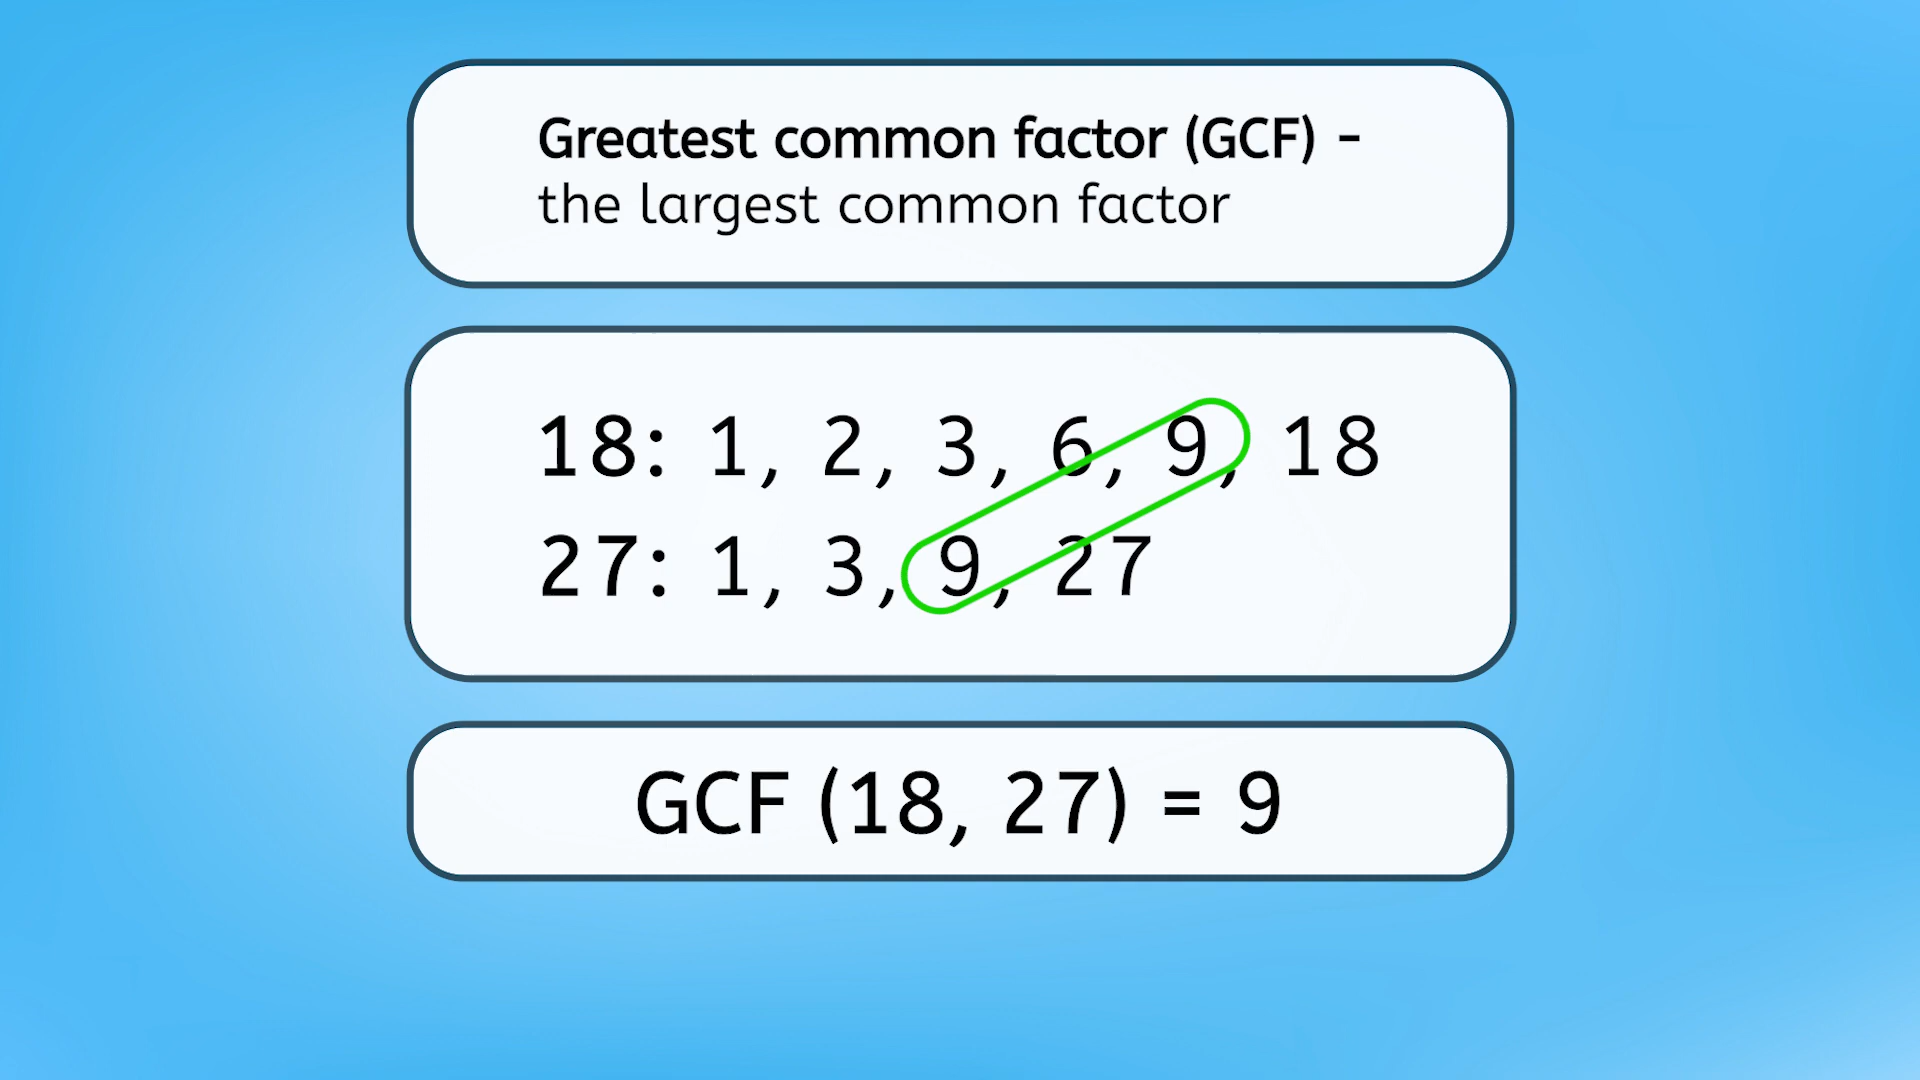 Greatest common factor (GCF) -
the largest common factor
18: 1, 2, 3, 6, 9, 18
27: 1, 3, 9, 27
GCF (18, 27) = 9